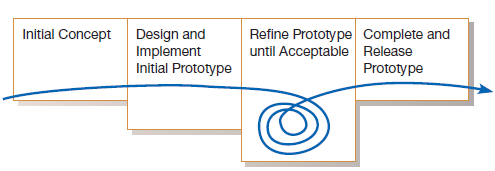 Initial Concept
Design and
Implement
Initial Prototype
Refine Prototype
until Acceptable
Complete and
Release
Prototype